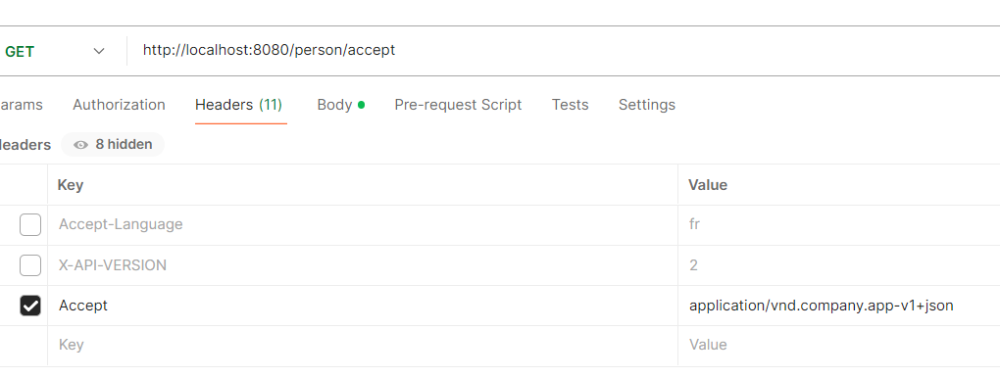 GET http://localhost:8080/person/accept
arams Authorization Headers (11) Body Pre-request Script Tests Settings
leaders 8 hidden
Key Value
Accept-Language fr
X-API-VERSION 2
Accept application/vnd.company.app-v1+json
Key Value